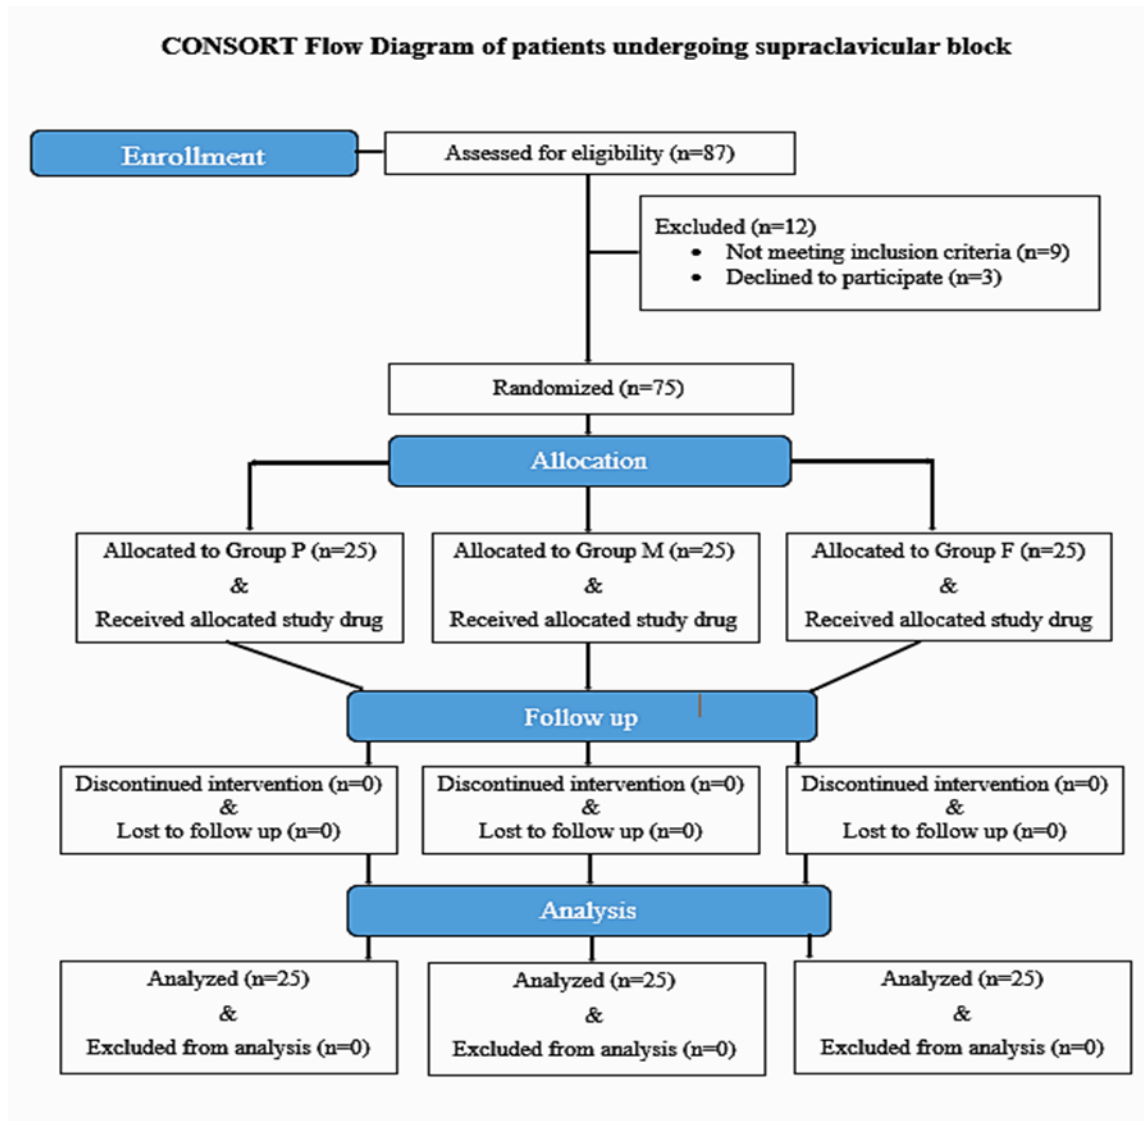 CONSORT Flow Diagram of patients undergoing supraclavicular block
Enrollment
Assessed for eligibility (n=87)
Excluded (n=12)
• Not meeting inclusion criteria (n=9)
• Declined to participate (n=3)
Randomized (n=75)
Allocation
Allocated to Group P (n=25)
&
Received allocated study drug
Allocated to Group M (n=25)
&
Received allocated study drug
Allocated to Group F (n=25)
&
Received allocated study drug
Follow up
Discontinued intervention (n=0)
&
Lost to follow up (n=0)
Discontinued intervention (n=0)
&
Lost to follow up (n=0)
Discontinued intervention (n=0)
&
Lost to follow up (n=0)
Analysis
Analyzed (n=25)
&
Excluded from analysis (n=0)
Analyzed (n=25)
&
Excluded from analysis (n=0)
Analyzed (n=25)
&
Excluded from analysis (n=0)